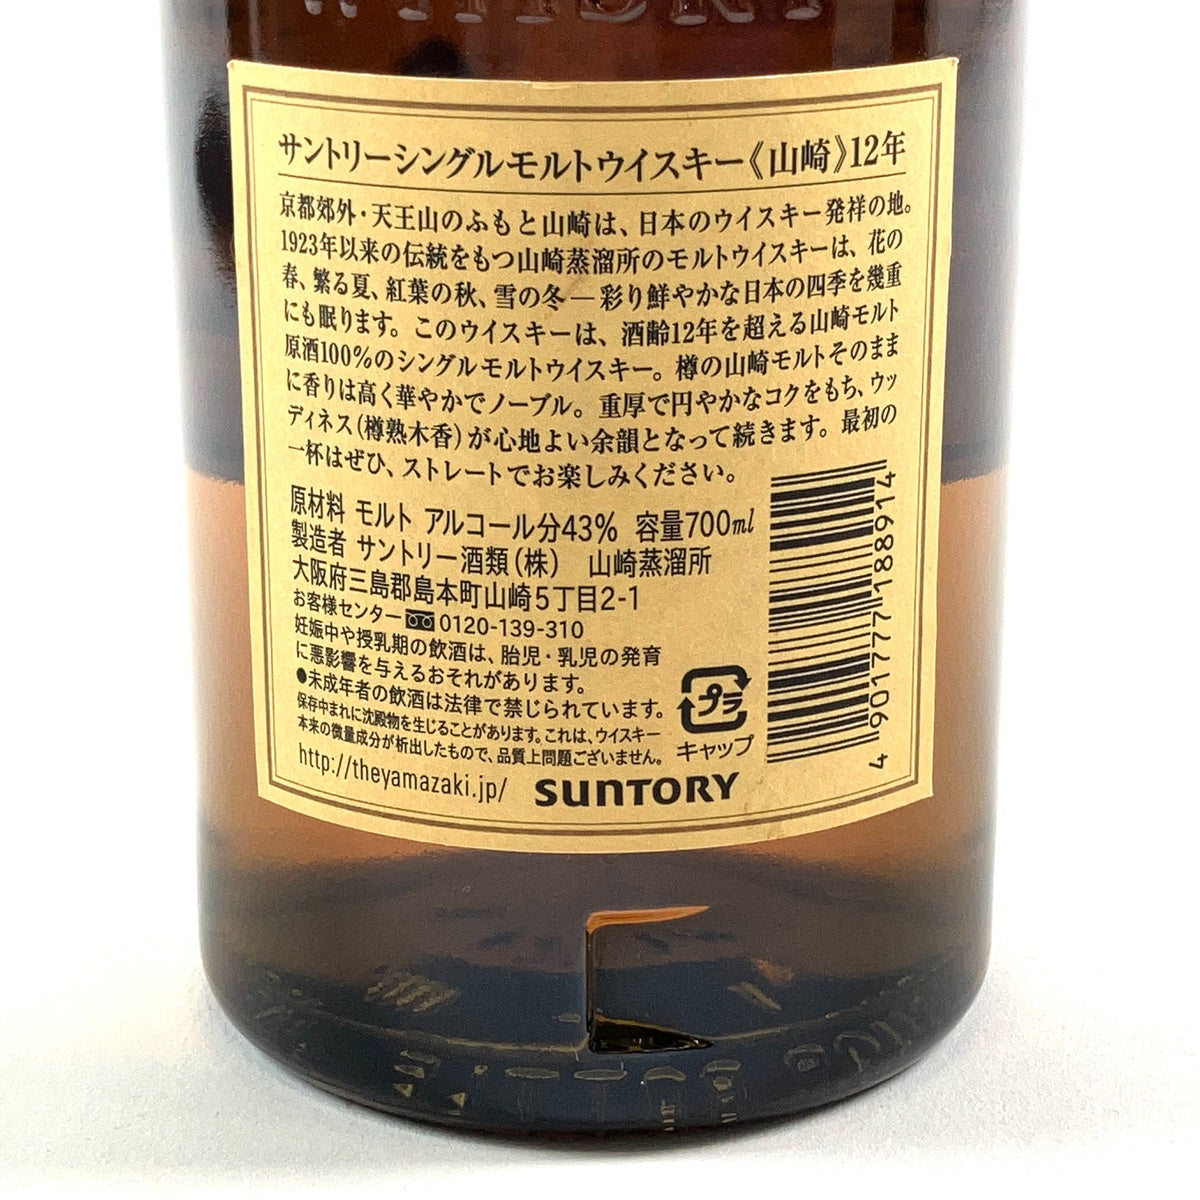 WHISKY
サントリーシングルモルトウイスキー《山崎》12年
京都郊外・天王山のふもと山崎は、日本のウイスキー発祥の地。
1923年以来の伝統をもつ山崎蒸溜所のモルトウイスキーは、花の
春、繁る夏、紅葉の秋、雪の冬―彩り鮮やかな日本の四季を幾重
にも眠ります。このウイスキーは、酒齢12年を超える山崎モルト
原酒100%のシングルモルトウイスキー。樽の山崎モルトそのまま
に香りは高く華やかでノーブル。重厚で円やかなコクをもち、ウッ
ディネス(樽熟木香)が心地よい余韻となって続きます。最初の
一杯はぜひ、ストレートでお楽しみください。
原材料 モルト アルコール分43% 容量700ml
製造者 サントリー酒類(株) 山崎蒸溜所
大阪府三島郡島本町山崎5丁目2-1
お客様センター 0120-139-310
妊娠中や授乳期の飲酒は、胎児・乳児の発育
に悪影響を与えるおそれがあります。
●未成年者の飲酒は法律で禁じられています。
保存中まれに沈殿物を生じることがあります。これは、ウイスキー
本来の微量成分が析出したもので、品質上問題ございません。
http://theyamazaki.jp/
SUNTORY
プラ
キャップ
4 901777 188914